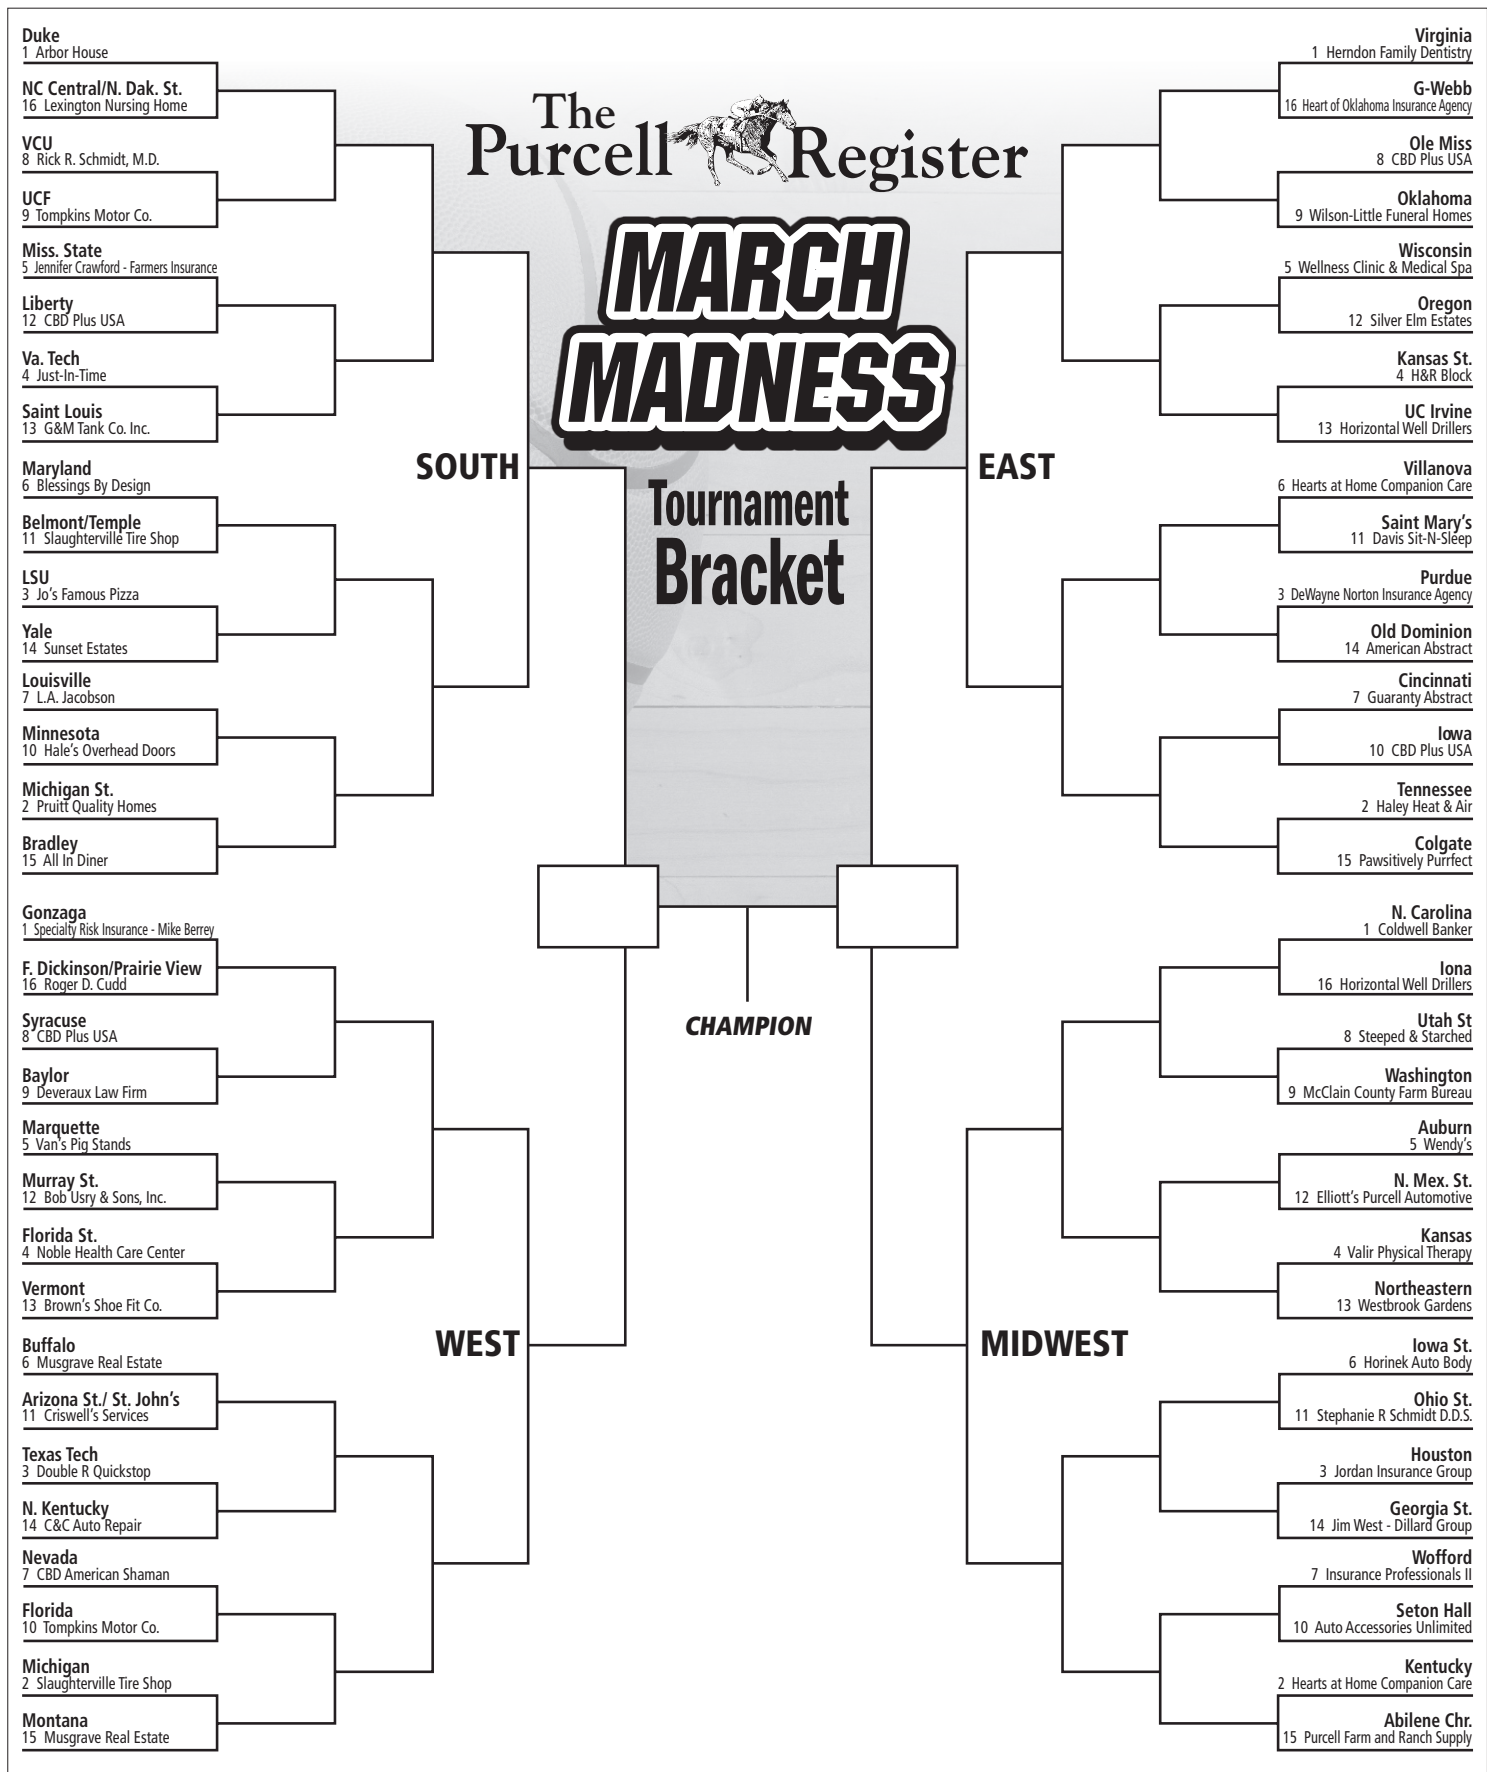 The
Purcell Register
MARCH
MADNESS
Tournament
Bracket
Duke
1 Arbor House
NC Central/N. Dak. St.
16 Lexington Nursing Home
VCU
8 Rick R. Schmidt, M.D.
UCF
9 Tompkins Motor Co.
Miss. State
5 Jennifer Crawford - Farmers Insurance
Liberty
12 CBD Plus USA
Va. Tech
4 Just-In-Time
Saint Louis
13 G&M Tank Co. Inc.
SOUTH
Maryland
6 Blessings By Design
Belmont/Temple
11 Slaughterville Tire Shop
LSU
3 Jo's Famous Pizza
Yale
14 Sunset Estates
Louisville
7 L.A. Jacobson
Minnesota
10 Hale's Overhead Doors
Michigan St.
2 Pruitt Quality Homes
Bradley
15 All In Diner
Gonzaga
1 Specialty Risk Insurance - Mike Berrey
F. Dickinson/Prairie View
16 Roger D. Cudd
Syracuse
8 CBD Plus USA
Baylor
9 Deveraux Law Firm
Marquette
5 Van's Pig Stands
Murray St.
12 Bob Usry & Sons, Inc.
Florida St.
4 Noble Health Care Center
Vermont
13 Brown's Shoe Fit Co.
WEST
Buffalo
6 Musgrave Real Estate
Arizona St./ St. John's
11 Criswell's Services
Texas Tech
3 Double R Quickstop
N. Kentucky
14 C&C Auto Repair
Nevada
7 CBD American Shaman
Florida
10 Tompkins Motor Co.
Michigan
2 Slaughterville Tire Shop
Montana
15 Musgrave Real Estate
CHAMPION
Virginia
1 Herndon Family Dentistry
G-Webb
16 Heart of Oklahoma Insurance Agency
Ole Miss
8 CBD Plus USA
Oklahoma
9 Wilson-Little Funeral Homes
Wisconsin
5 Wellness Clinic & Medical Spa
Oregon
12 Silver Elm Estates
Kansas St.
4 H&R Block
UC Irvine
13 Horizontal Well Drillers
EAST
Villanova
6 Hearts at Home Companion Care
Saint Mary's
11 Davis Sit-N-Sleep
Purdue
3 DeWayne Norton Insurance Agency
Old Dominion
14 American Abstract
Cincinnati
7 Guaranty Abstract
Iowa
10 CBD Plus USA
Tennessee
2 Haley Heat & Air
Colgate
15 Pawsitively Purrfect
N. Carolina
1 Coldwell Banker
Iona
16 Horizontal Well Drillers
Utah St
8 Steeped & Starched
Washington
9 McClain County Farm Bureau
Auburn
5 Wendy's
N. Mex. St.
12 Elliott's Purcell Automotive
Kansas
4 Valir Physical Therapy
Northeastern
13 Westbrook Gardens
MIDWEST
Iowa St.
6 Horinek Auto Body
Ohio St.
11 Stephanie R Schmidt D.D.S.
Houston
3 Jordan Insurance Group
Georgia St.
14 Jim West - Dillard Group
Wofford
7 Insurance Professionals II
Seton Hall
10 Auto Accessories Unlimited
Kentucky
2 Hearts at Home Companion Care
Abilene Chr.
15 Purcell Farm and Ranch Supply